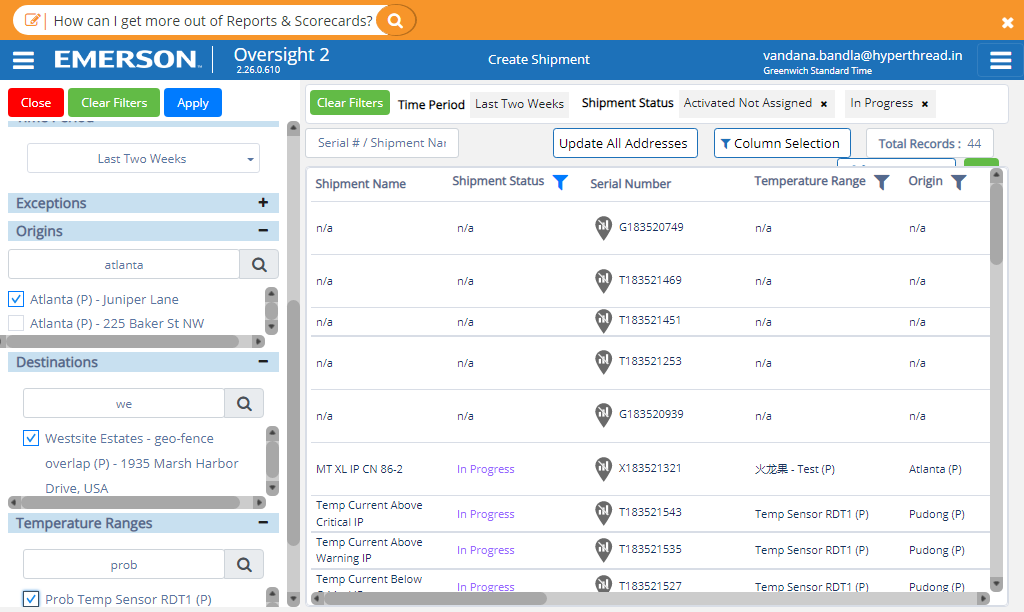 How can I get more out of Reports & Scorecards?
EMERSON
Oversight 2
2.26.0.610
Create Shipment
vandana.bandla@hyperthread.in
Greenwich Standard Time
Close
Clear Filters
Apply
Time Period
Last Two Weeks
Exceptions
Origins
atlanta
Atlanta (P) - Juniper Lane
Atlanta (P) - 225 Baker St NW
Destinations
we
Westsite Estates - geo-fence
overlap (P) - 1935 Marsh Harbor
Drive, USA
Temperature Ranges
prob
Prob Temp Sensor RDT1 (P)
Clear Filters Time Period Last Two Weeks Shipment Status Activated Not Assigned × In Progress ×
Serial # / Shipment Nar Update All Addresses Column Selection Total Records : 44
Shipment Name Shipment Status Serial Number Temperature Range Origin
n/a n/a G183520749 n/a n/a
n/a n/a T183521469 n/a n/a
n/a n/a T183521451 n/a n/a
n/a n/a T183521253 n/a n/a
n/a n/a G183520939 n/a n/a
MT XL IP CN 86-2 In Progress X183521321 火龙果 - Test (P) Atlanta (P)
Temp Current Above
Critical IP In Progress T183521543 Temp Sensor RDT1 (P) Pudong (P)
Temp Current Above
Warning IP In Progress T183521535 Temp Sensor RDT1 (P) Pudong (P)
Temp Current Below
In Progress T183521527 Temp Sensor RDT1 (P) Pudong (P)